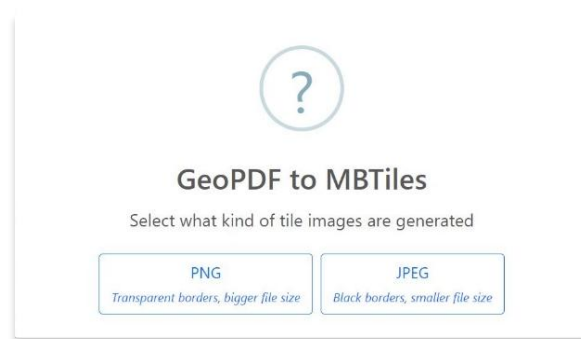 ?
GeoPDF to MBTiles
Select what kind of tile images are generated
PNG
Transparent borders, bigger file size
JPEG
Black borders, smaller file size